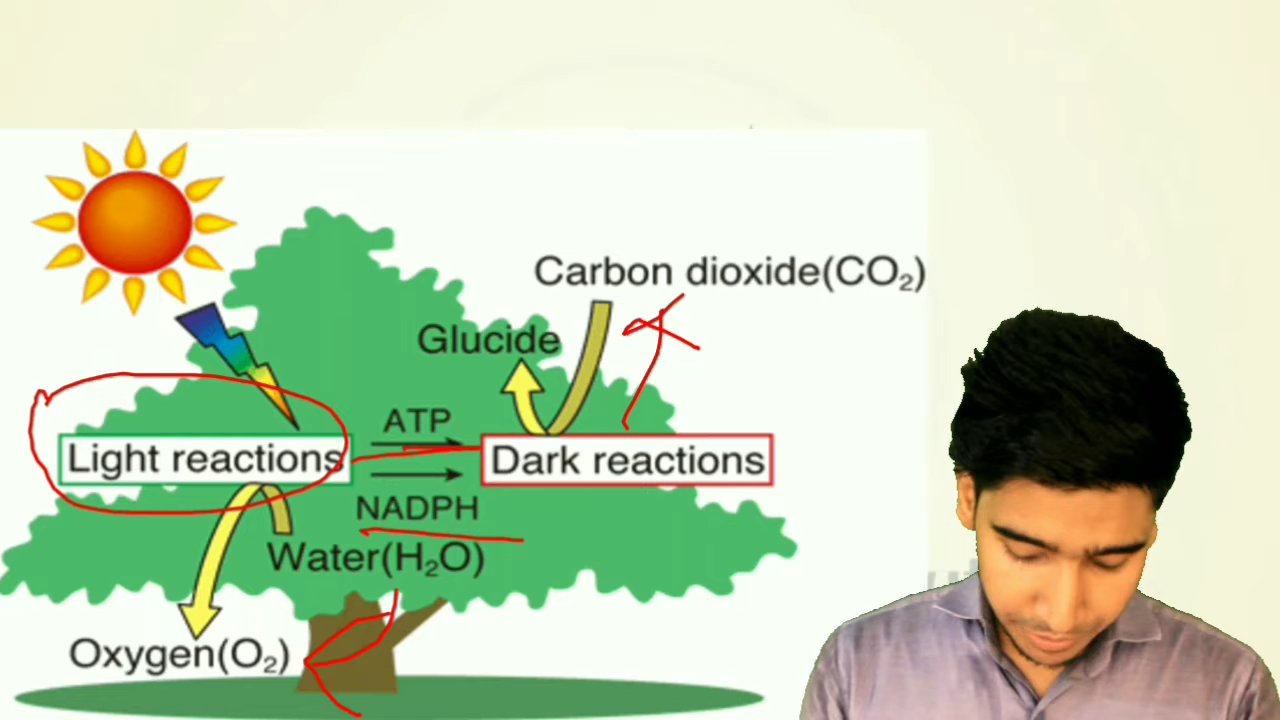 Carbon dioxide(CO₂)
Glucide
ATP
Light reactions
Dark reactions
NADPH
Water(H₂O)
Oxygen(O₂)